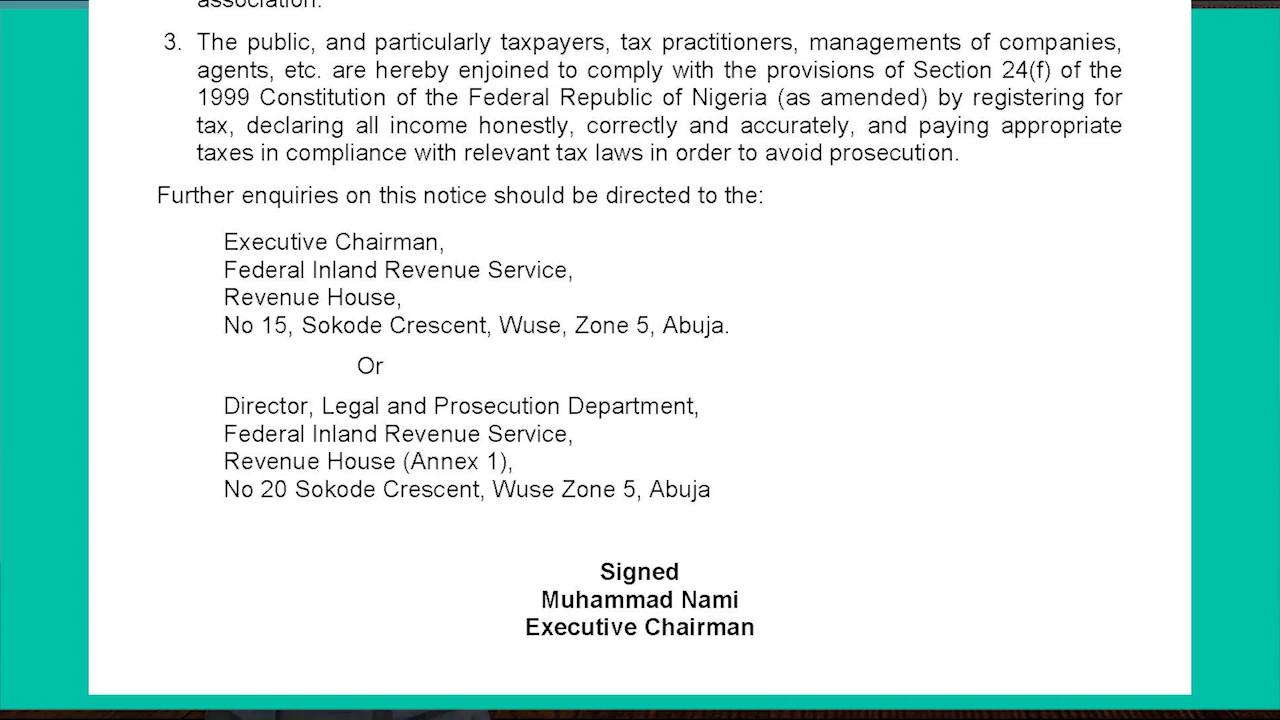 association.
3. The public, and particularly taxpayers, tax practitioners, managements of companies,
agents, etc. are hereby enjoined to comply with the provisions of Section 24(f) of the
1999 Constitution of the Federal Republic of Nigeria (as amended) by registering for
tax, declaring all income honestly, correctly and accurately, and paying appropriate
taxes in compliance with relevant tax laws in order to avoid prosecution.
Further enquiries on this notice should be directed to the:
Executive Chairman,
Federal Inland Revenue Service,
Revenue House,
No 15, Sokode Crescent, Wuse, Zone 5, Abuja.
Or
Director, Legal and Prosecution Department,
Federal Inland Revenue Service,
Revenue House (Annex 1),
No 20 Sokode Crescent, Wuse Zone 5, Abuja
Signed
Muhammad Nami
Executive Chairman